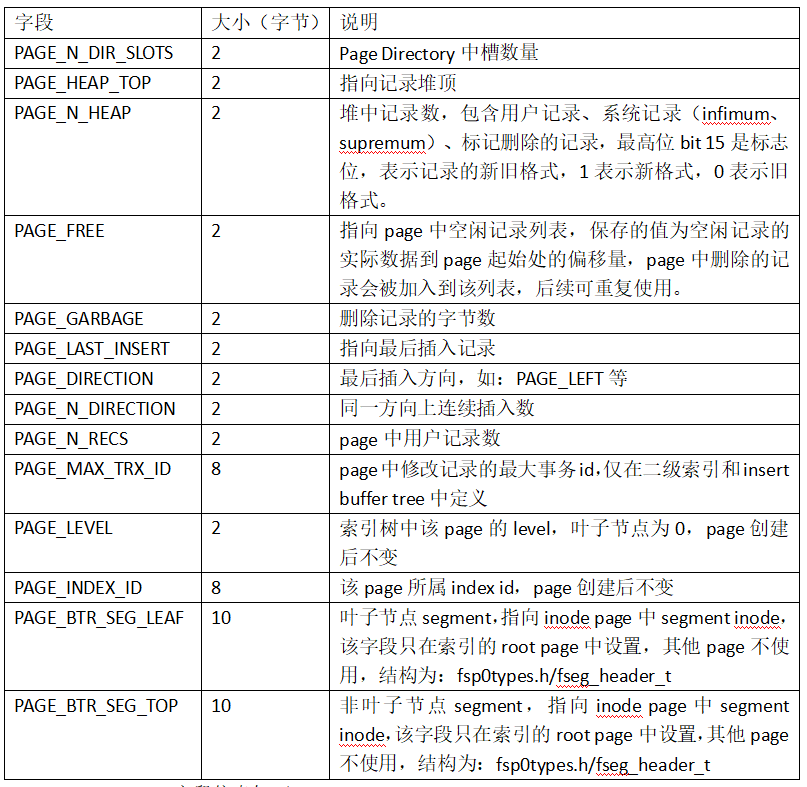 字段 大小（字节） 说明
PAGE_N_DIR_SLOTS 2 Page Directory 中槽数量
PAGE_HEAP_TOP 2 指向记录堆顶
PAGE_N_HEAP 2 堆中记录数，包含用户记录、系统记录（infimum、
supremum）、标记删除的记录，最高位 bit 15 是标志
位，表示记录的新旧格式，1 表示新格式，0 表示旧
格式。
PAGE_FREE 2 指向 page 中空闲记录列表，保存的值为空闲记录的
实际数据到 page 起始处的偏移量，page 中删除的记
录会被加入到该列表，后续可重复使用。
PAGE_GARBAGE 2 删除记录的字节数
PAGE_LAST_INSERT 2 指向最后插入记录
PAGE_DIRECTION 2 最后插入方向，如：PAGE_LEFT 等
PAGE_N_DIRECTION 2 同一方向上连续插入数
PAGE_N_RECS 2 page 中用户记录数
PAGE_MAX_TRX_ID 8 page 中修改记录的最大事务 id，仅在二级索引和 insert
buffer tree 中定义
PAGE_LEVEL 2 索引树中该 page 的 level，叶子节点为 0，page 创建
后不变
PAGE_INDEX_ID 8 该 page 所属 index id，page 创建后不变
PAGE_BTR_SEG_LEAF 10 叶子节点 segment，指向 inode page 中 segment inode，
该字段只在索引的 root page 中设置，其他 page 不使
用，结构为：fsp0types.h/fseg_header_t
PAGE_BTR_SEG_TOP 10 非叶子节点 segment，指向 inode page 中 segment
inode，该字段只在索引的 root page 中设置，其他 page
不使用，结构为：fsp0types.h/fseg_header_t